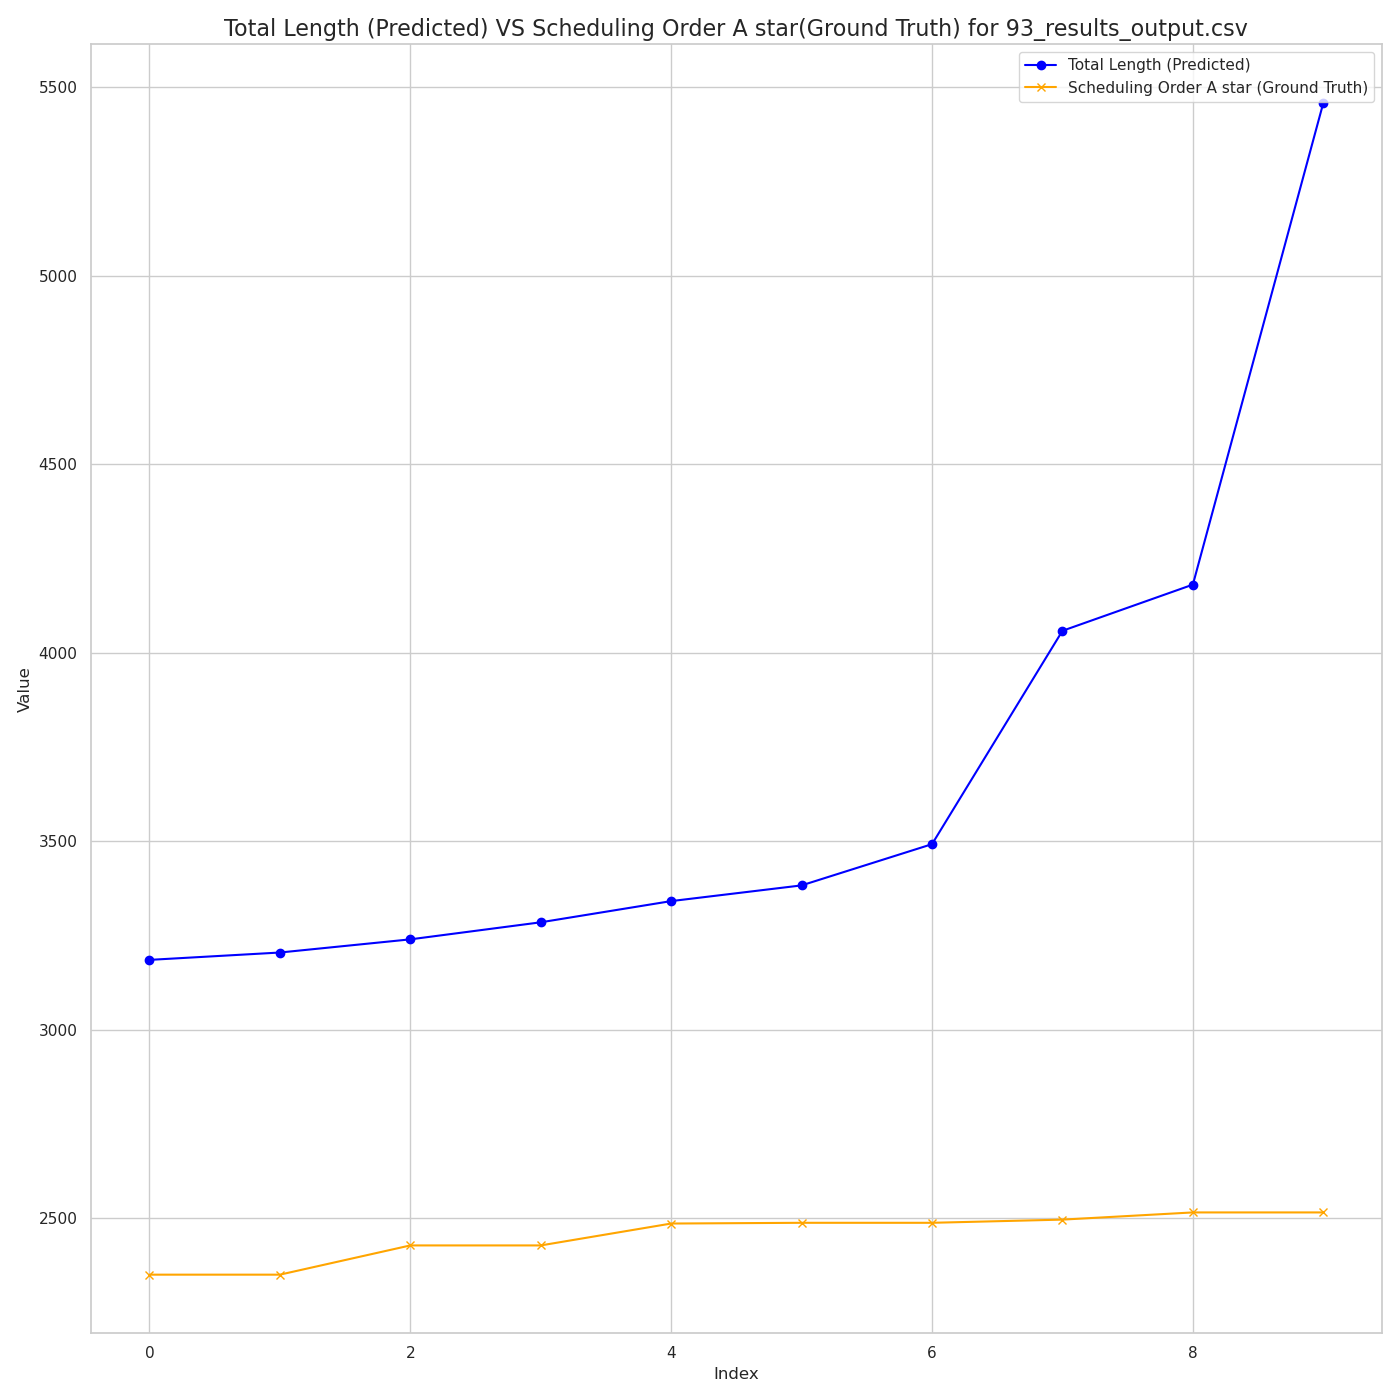 Total Length (Predicted) VS Scheduling Order A star(Ground Truth) for 93_results_output.csv
Total Length (Predicted)
Scheduling Order A star (Ground Truth)
5500
5000
4500
4000
3500
3000
2500
Value
0 2 4 6 8
Index